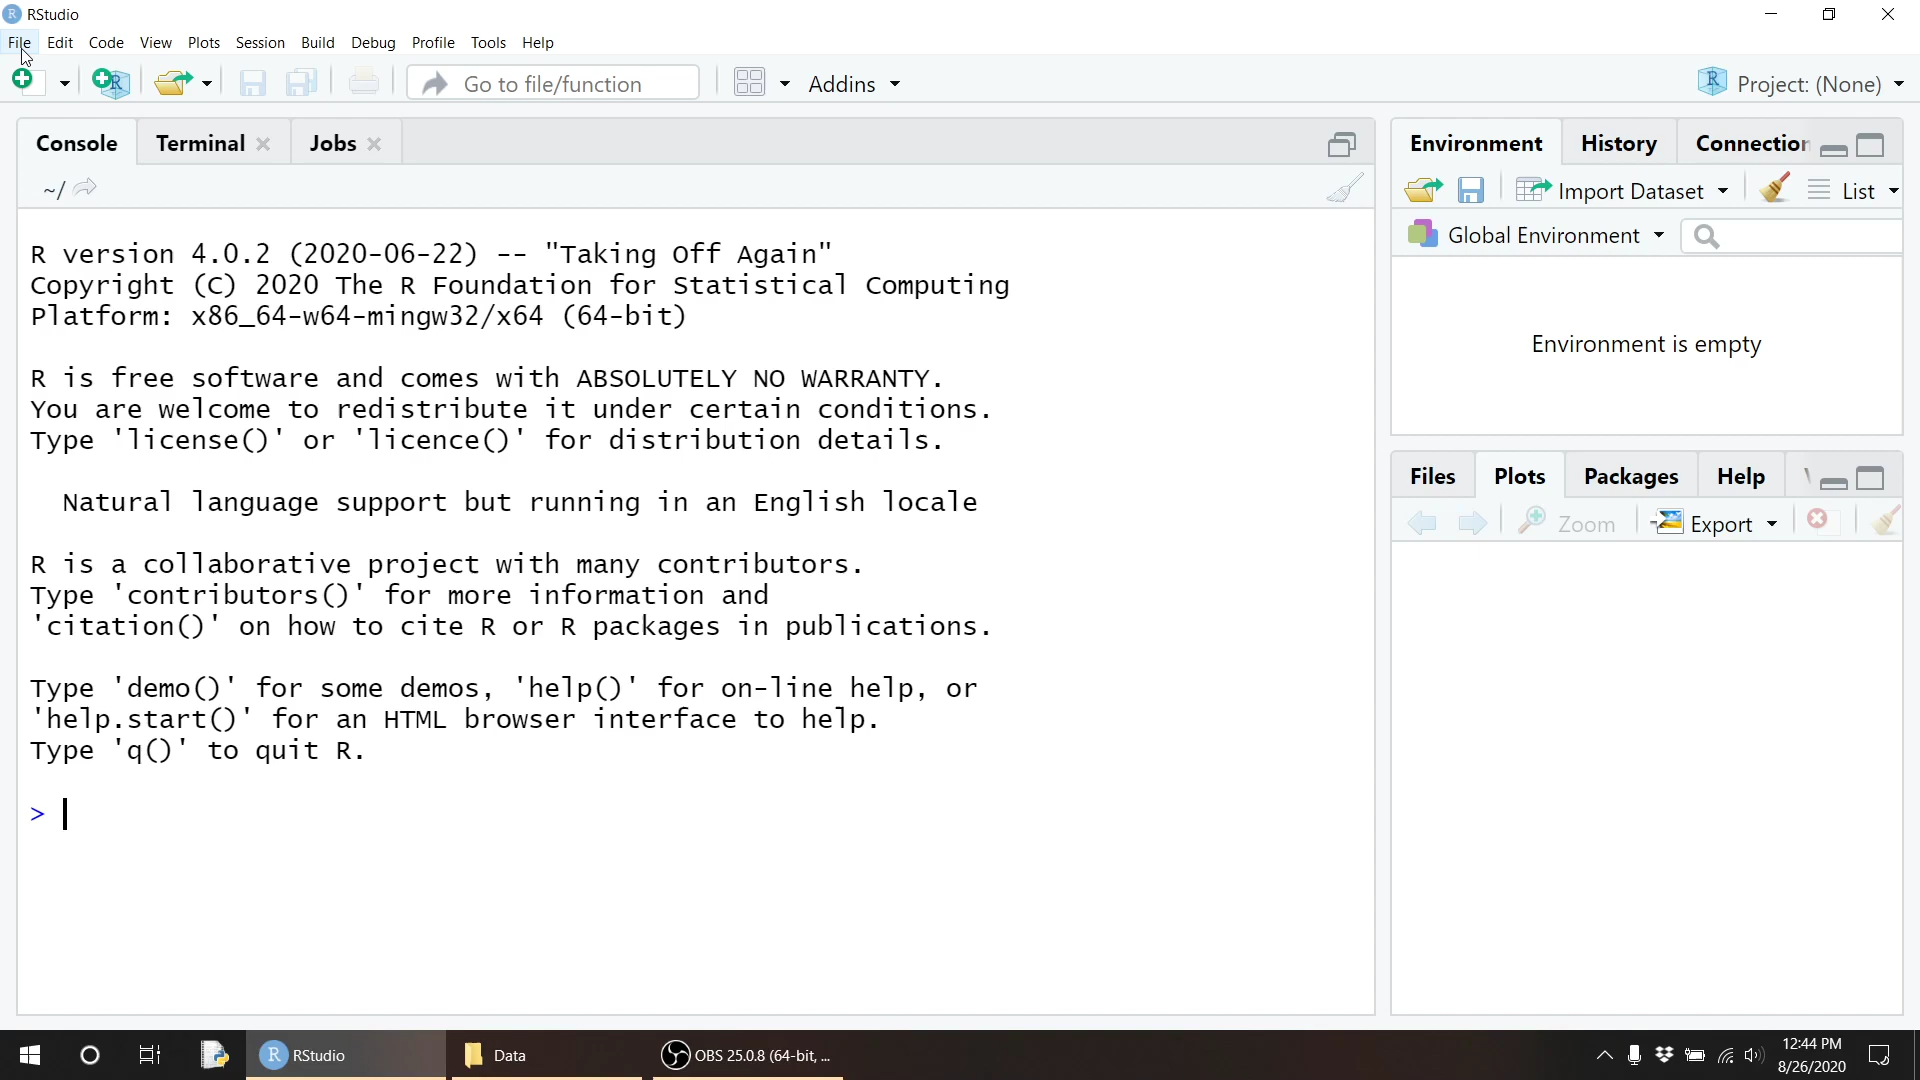 RStudio
File Edit Code View Plots Session Build Debug Profile Tools Help
Go to file/function
Addins
Project: (None)
Console Terminal Jobs
~/
R version 4.0.2 (2020-06-22) -- "Taking Off Again"
Copyright (C) 2020 The R Foundation for Statistical Computing
Platform: x86_64-w64-mingw32/x64 (64-bit)
R is free software and comes with ABSOLUTELY NO WARRANTY.
You are welcome to redistribute it under certain conditions.
Type 'license()' or 'licence()' for distribution details.
Natural language support but running in an English locale
R is a collaborative project with many contributors.
Type 'contributors()' for more information and
'citation()' on how to cite R or R packages in publications.
Type 'demo()' for some demos, 'help()' for on-line help, or
'help.start()' for an HTML browser interface to help.
Type 'q()' to quit R.
>
Environment History Connection
Import Dataset List
Global Environment
Environment is empty
Files Plots Packages Help
Zoom Export
RStudio
Data
OBS 25.0.8 (64-bit, ...
12:44 PM
8/26/2020